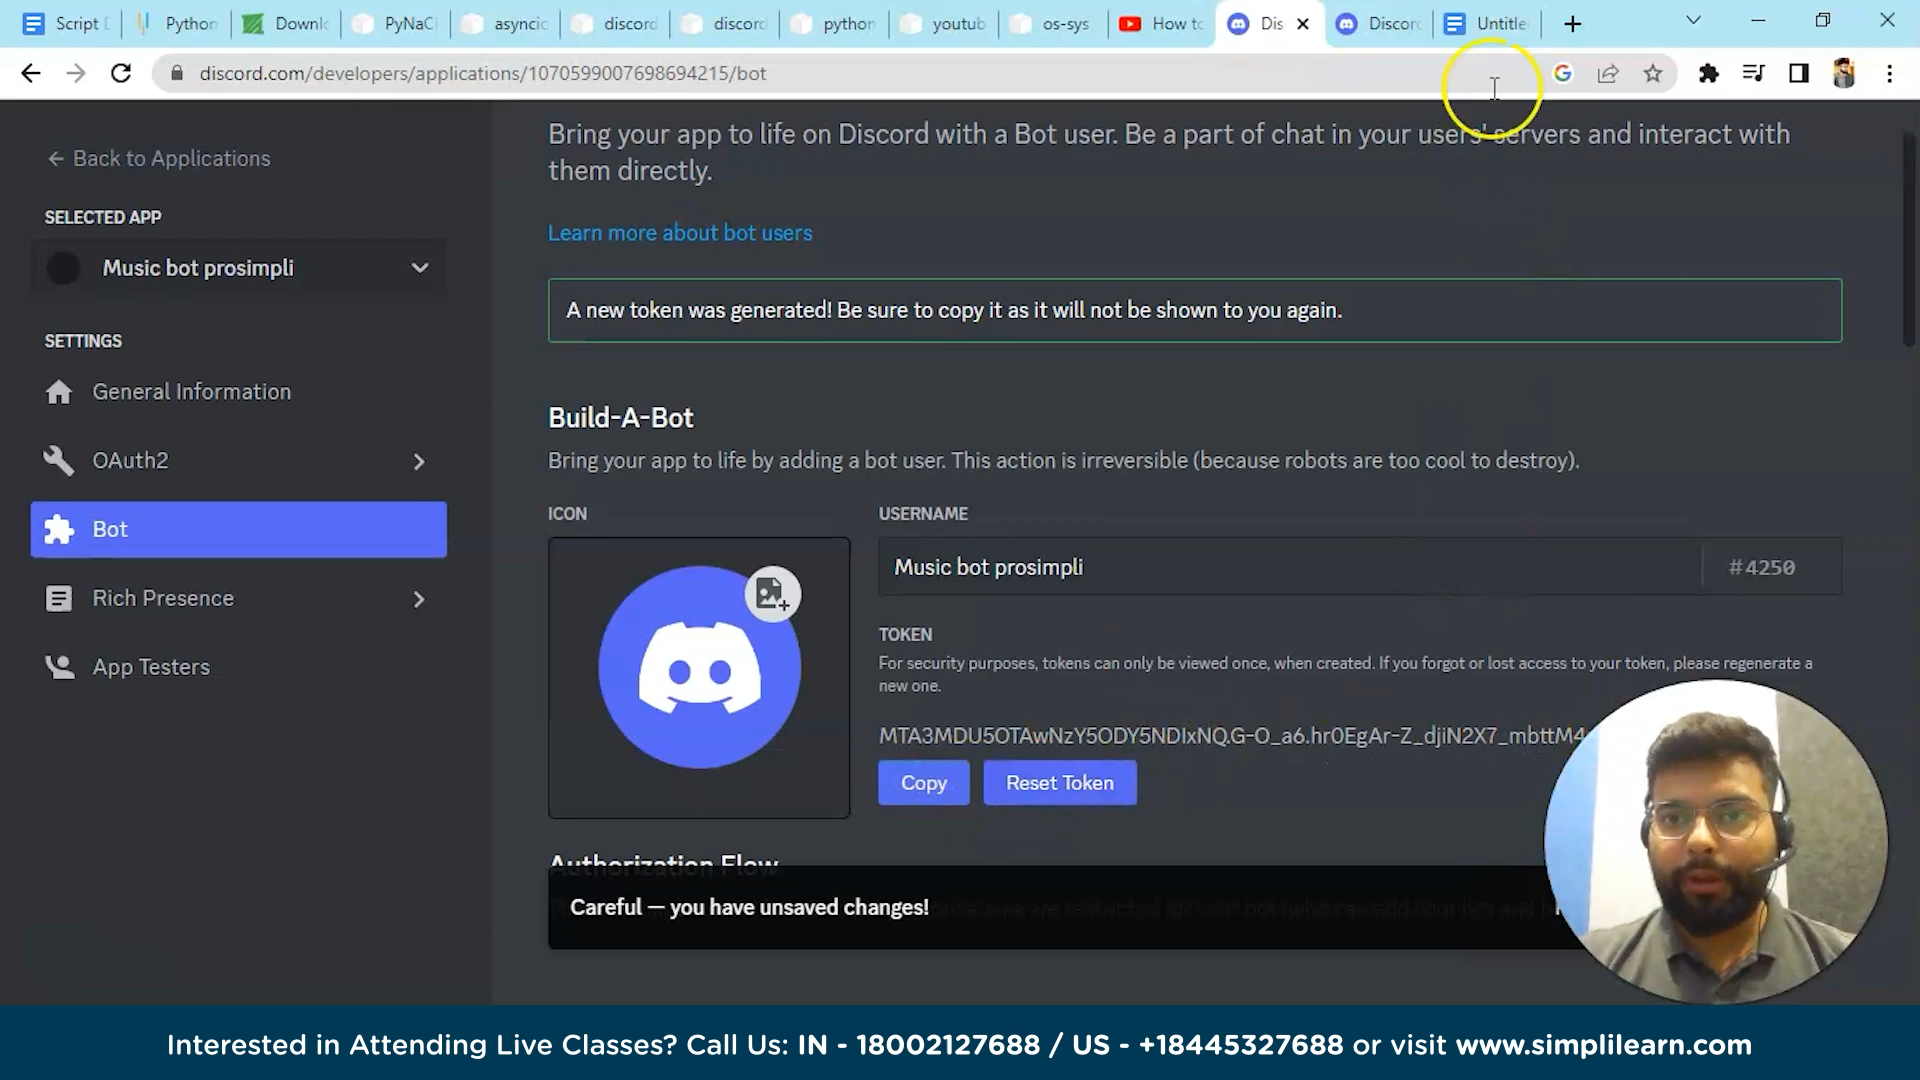 Script D
Python
Downl
PyNaCl
asyncio
discord
discord
python
youtub
os-sys
How to
Dis
Discord
Untitle
discord.com/developers/applications/1070599007698694215/bot
Back to Applications
SELECTED APP
Music bot prosimpli
SETTINGS
General Information
OAuth2
Bot
Rich Presence
App Testers
Bring your app to life on Discord with a Bot user. Be a part of chat in your users' servers and interact with
them directly.
Learn more about bot users
A new token was generated! Be sure to copy it as it will not be shown to you again.
Build-A-Bot
Bring your app to life by adding a bot user. This action is irreversible (because robots are too cool to destroy).
ICON
USERNAME
Music bot prosimpli
#4250
TOKEN
For security purposes, tokens can only be viewed once, when created. If you forgot or lost access to your token, please regenerate a
new one.
Copy
Reset Token
Authorization Flow
Careful — you have unsaved changes!
Interested in Attending Live Classes? Call Us: IN - 18002127688 / US - +18445327688 or visit www.simplilearn.com